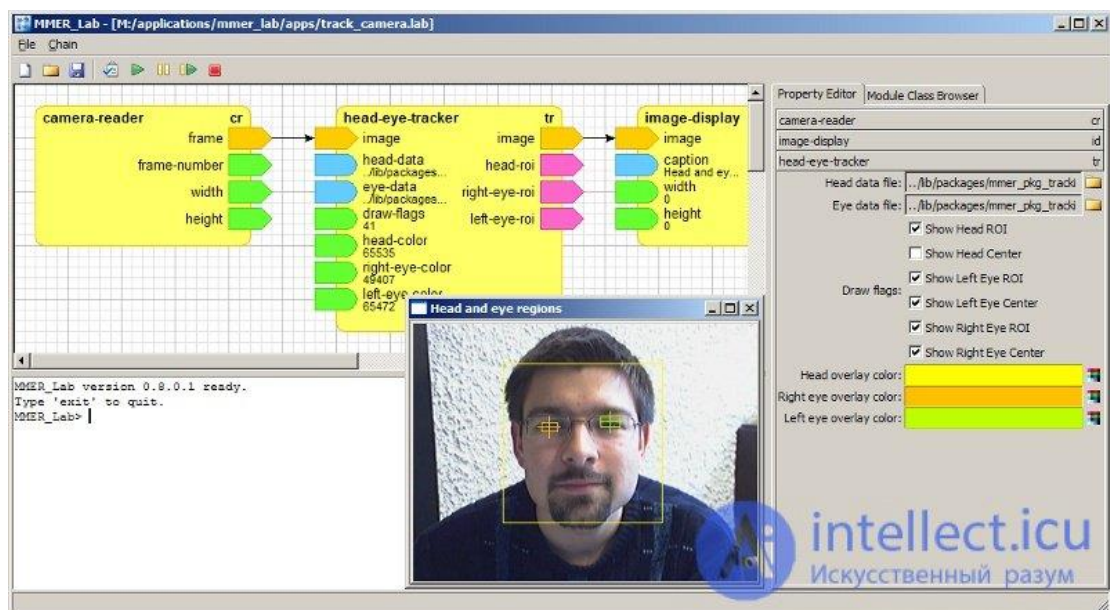 MMER_Lab - [M:/applications/mmer_lab/apps/track_camera.lab]
File Chain
camera-reader cr
frame
frame-number
width
height
head-eye-tracker tr
image image
head-data head-roi
../lib/packages...
eye-data right-eye-roi
../lib/packages...
draw-flags left-eye-roi
41
head-color
65535
right-eye-color
49407
left-eye-color
65472
image-display
image
caption
Head and ey...
width
0
height
0
Property Editor Module Class Browser
camera-reader cr
image-display id
head-eye-tracker tr
Head data file: ../lib/packages/mmer_pkg_tracki
Eye data file: ../lib/packages/mmer_pkg_tracki
Draw flags:
Show Head ROI
Show Head Center
Show Left Eye ROI
Show Left Eye Center
Show Right Eye ROI
Show Right Eye Center
Head overlay color:
Right eye overlay color:
Left eye overlay color:
MMER_Lab version 0.8.0.1 ready.
Type 'exit' to quit.
MMER_Lab>
Head and eye regions
intellect.icu
Искусственный разум